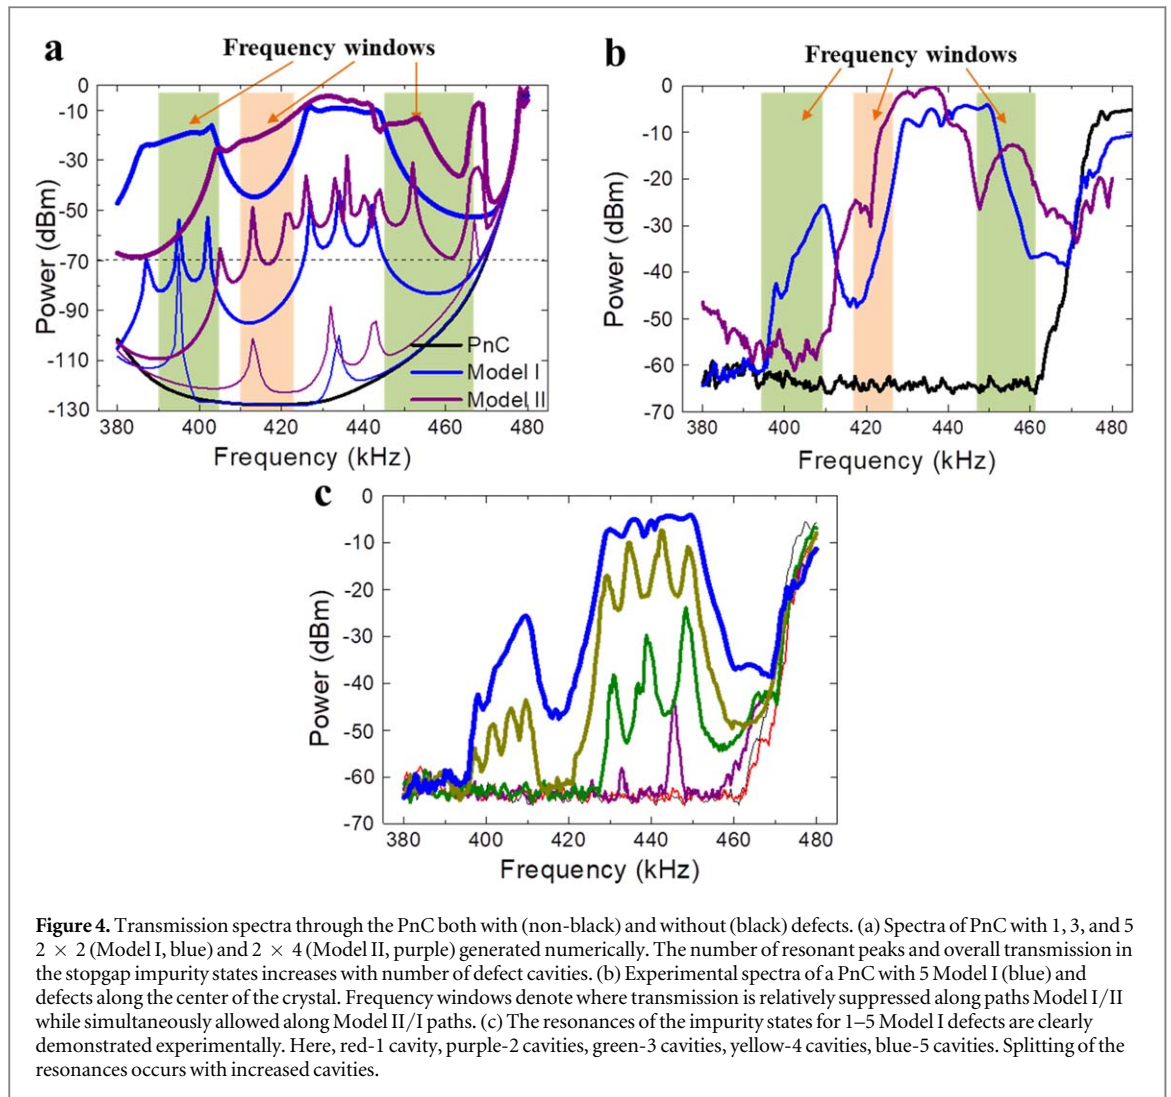 a
Frequency windows
0
-10
-30
-50
-70
-90
-110
-130
Power (dBm)
PnC
Model I
Model II
380 400 420 440 460 480
Frequency (kHz)
b
Frequency windows
0
-10
-20
-30
-40
-50
-60
-70
Power (dBm)
380 400 420 440 460 480
Frequency (kHz)
c
0
-10
-20
-30
-40
-50
-60
-70
Power (dBm)
380 400 420 440 460 480
Frequency (kHz)
Figure 4. Transmission spectra through the PnC both with (non-black) and without (black) defects. (a) Spectra of PnC with 1, 3, and 5
2 × 2 (Model I, blue) and 2 × 4 (Model II, purple) generated numerically. The number of resonant peaks and overall transmission in
the stopgap impurity states increases with number of defect cavities. (b) Experimental spectra of a PnC with 5 Model I (blue) and
defects along the center of the crystal. Frequency windows denote where transmission is relatively suppressed along paths Model I/II
while simultaneously allowed along Model II/I paths. (c) The resonances of the impurity states for 1–5 Model I defects are clearly
demonstrated experimentally. Here, red-1 cavity, purple-2 cavities, green-3 cavities, yellow-4 cavities, blue-5 cavities. Splitting of the
resonances occurs with increased cavities.